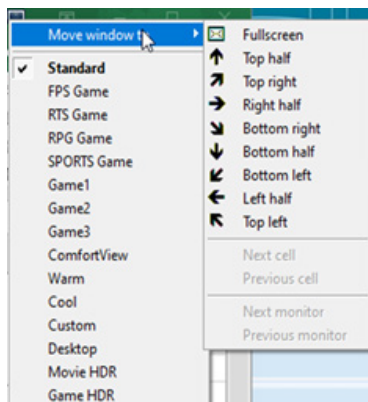 Move window to
Standard
FPS Game
RTS Game
RPG Game
SPORTS Game
Game1
Game2
Game3
ComfortView
Warm
Cool
Custom
Desktop
Movie HDR
Game HDR
Fullscreen
Top half
Top right
Right half
Bottom right
Bottom half
Bottom left
Left half
Top left
Next cell
Previous cell
Next monitor
Previous monitor